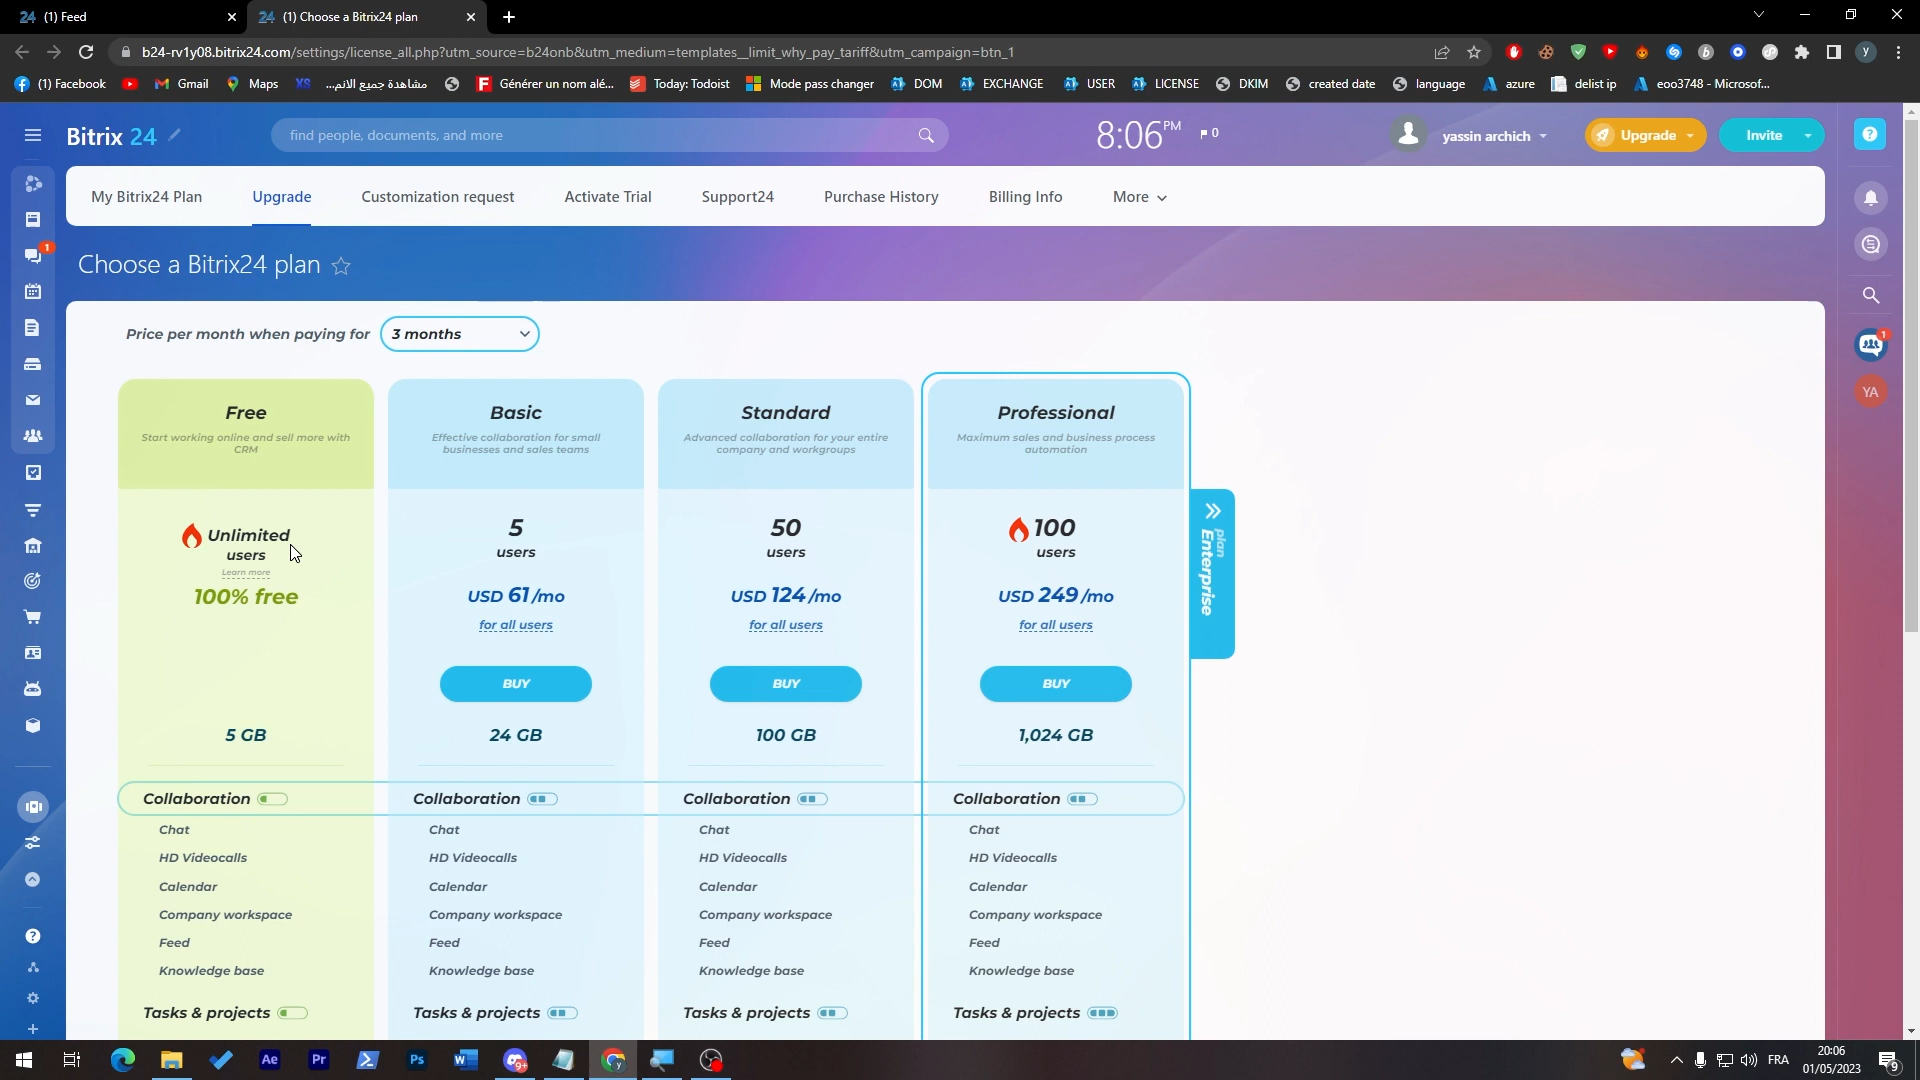 (1) Feed
(1) Choose a Bitrix24 plan
b24-rv1y08.bitrix24.com/settings/license_all.php?utm_source=b24onb&utm_medium=templates__limit_why_pay_tariff&utm_campaign=btn_1
(1) Facebook Gmail Maps XS مشاهدة جميع الانم... Générer un nom alé... Today: Todoist Mode pass changer DOM EXCHANGE USER LICENSE DKIM created date language azure delist ip eoo3748 - Microsof...
Bitrix 24 find people, documents, and more 8:06 PM 0 yassin archich Upgrade Invite
My Bitrix24 Plan Upgrade Customization request Activate Trial Support24 Purchase History Billing Info More
Choose a Bitrix24 plan
Price per month when paying for 3 months
Free
Start working online and sell more with
CRM
Unlimited
users
Learn more
100% free
5 GB
Collaboration
Chat
HD Videocalls
Calendar
Company workspace
Feed
Knowledge base
Tasks & projects
Basic
Effective collaboration for small
businesses and sales teams
5
users
USD 61 /mo
for all users
BUY
24 GB
Collaboration
Chat
HD Videocalls
Calendar
Company workspace
Feed
Knowledge base
Tasks & projects
Standard
Advanced collaboration for your entire
company and workgroups
50
users
USD 124 /mo
for all users
BUY
100 GB
Collaboration
Chat
HD Videocalls
Calendar
Company workspace
Feed
Knowledge base
Tasks & projects
Professional
Maximum sales and business process
automation
100
users
USD 249 /mo
for all users
BUY
1,024 GB
Collaboration
Chat
HD Videocalls
Calendar
Company workspace
Feed
Knowledge base
Tasks & projects
Enterprise
plan
1
1
YA
FRA
20:06
01/05/2023
9